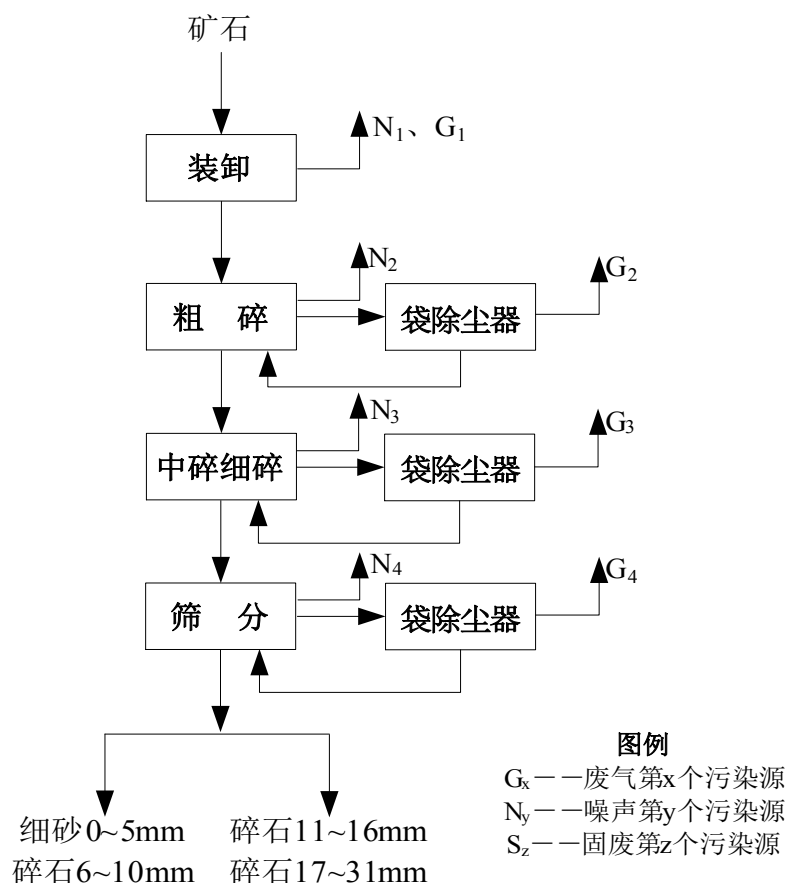 矿石
N₁、G₁
装卸
N₂
G₂
粗 碎
袋除尘器
N₃
G₃
中碎细碎
袋除尘器
N₄
G₄
筛 分
袋除尘器
图例
Gₓ——废气第x个污染源
Ny——噪声第y个污染源
Sz——固废第z个污染源
细砂0~5mm
碎石11~16mm
碎石6~10mm
碎石17~31mm